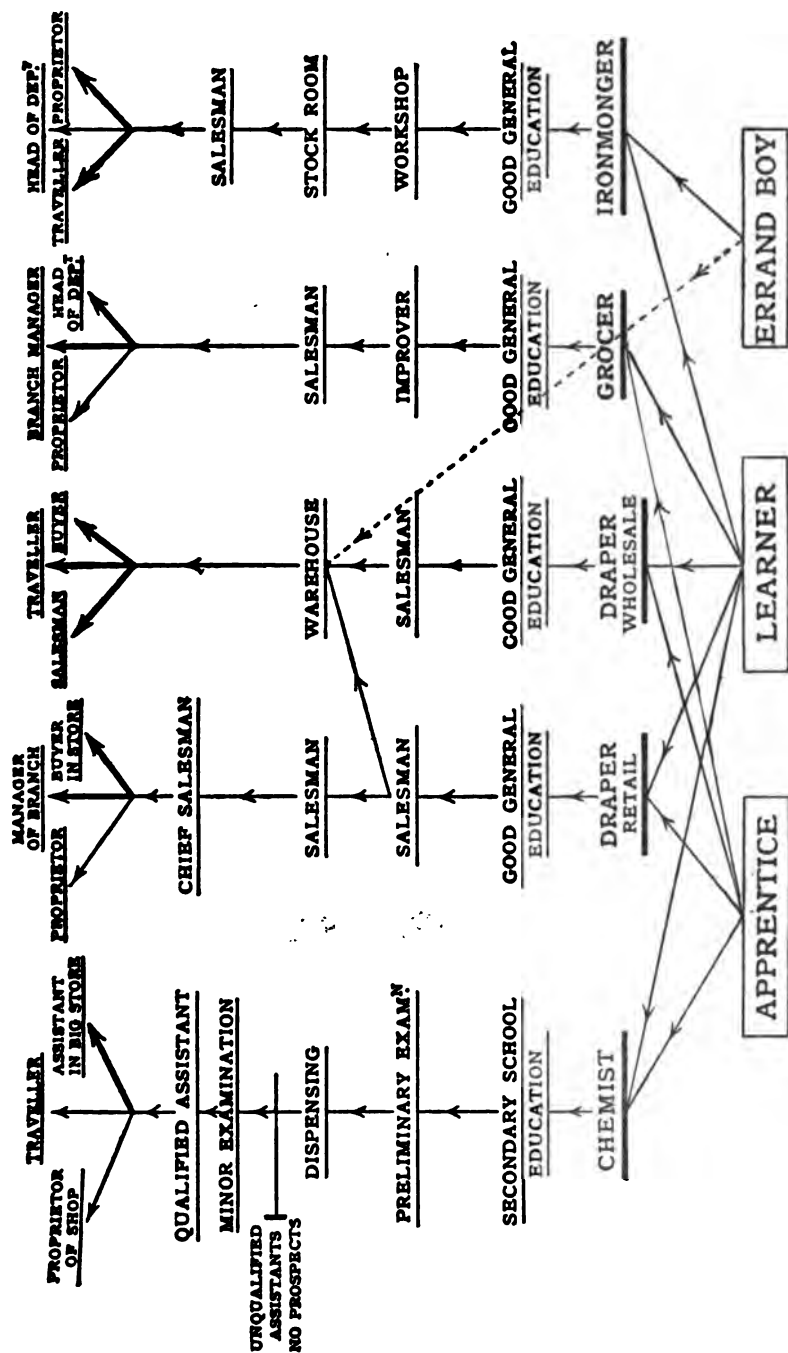 PROPRIETOR
OF SHOP
TRAVELLER
ASSISTANT
IN BIG STORE
QUALIFIED ASSISTANT
MINOR EXAMINATION
UNQUALIFIED
ASSISTANTS
NO PROSPECTS
DISPENSING
PRELIMINARY EXAMN
SECONDARY SCHOOL
EDUCATION
CHEMIST
PROPRIETOR
MANAGER
OF BRANCH
BUYER
IN STORE
CHIEF SALESMAN
SALESMAN
SALESMAN
GOOD GENERAL
EDUCATION
DRAPER
RETAIL
SALESMAN
TRAVELLER
BUYER
WAREHOUSE
SALESMAN
GOOD GENERAL
EDUCATION
DRAPER
WHOLESALE
PROPRIETOR
BRANCH MANAGER
HEAD
OF DEPT
SALESMAN
IMPROVER
GOOD GENERAL
EDUCATION
GROCER
TRAVELLER
HEAD OF DEPT
PROPRIETOR
SALESMAN
STOCK ROOM
WORKSHOP
GOOD GENERAL
EDUCATION
IRONMONGER
APPRENTICE
LEARNER
ERRAND BOY